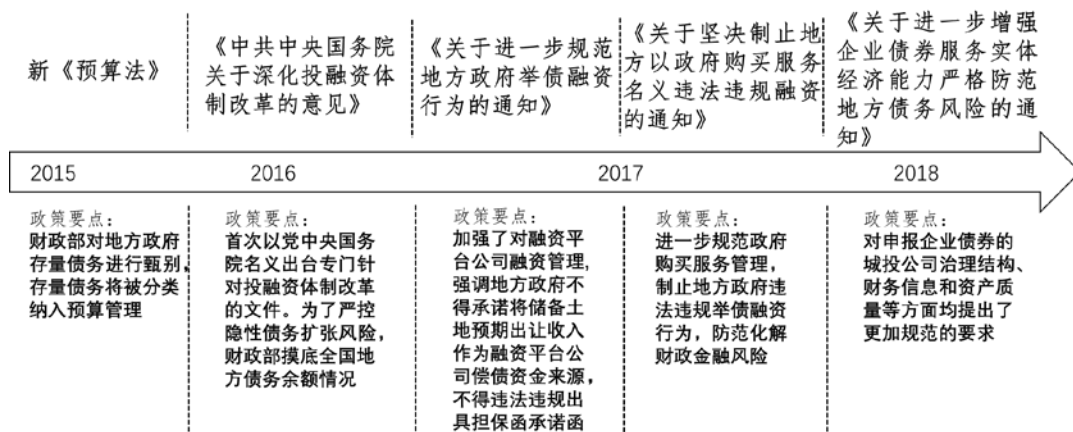 新《预算法》
《中共中央国务院
关于深化投融资体
制改革的意见》
《关于进一步规范
地方政府举债融资
行为的通知》
《关于坚决制止地
方以政府购买服务
名义违法违规融资
的通知》
《关于进一步增强
企业债券服务实体
经济能力严格防范
地方债务风险的通
知》
2015
2016
2017
2018
政策要点：
财政部对地方政府
存量债务进行甄别，
存量债务将被分类
纳入预算管理
政策要点：
首次以党中央国务
院名义出台专门针
对投融资体制改革
的文件。为了严控
隐性债务扩张风险，
财政部摸底全国地
方债务余额情况
政策要点：
加强了对融资平
台公司融资管理，
强调地方政府不
得承诺将储备土
地预期出让收入
作为融资平台公
司偿债资金来源，
不得违法违规出
具担保函承诺函
政策要点：
进一步规范政府
购买服务管理，
制止地方政府违
法违规举债融资
行为，防范化解
财政金融风险
政策要点：
对申报企业债券的
城投公司治理结构、
财务信息和资产质
量等方面均提出了
更加规范的要求